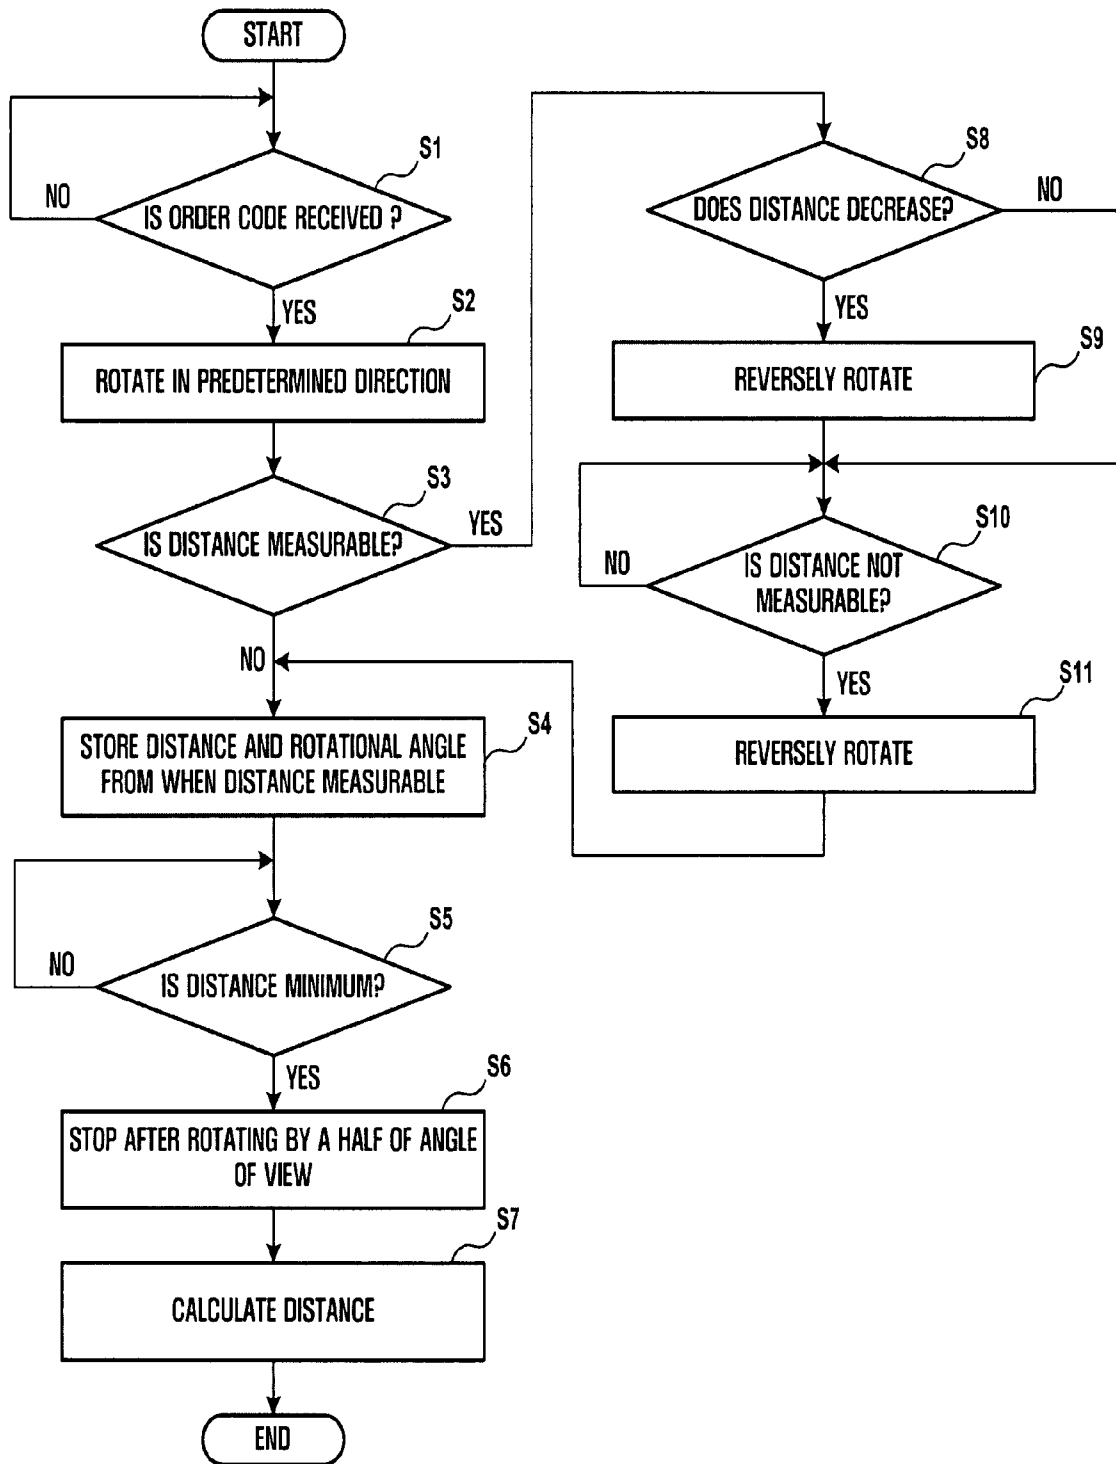 START
S1
NO
IS ORDER CODE RECEIVED ?
YES
S2
ROTATE IN PREDETERMINED DIRECTION
S3
IS DISTANCE MEASURABLE?
YES
NO
S4
STORE DISTANCE AND ROTATIONAL ANGLE
FROM WHEN DISTANCE MEASURABLE
S5
NO
IS DISTANCE MINIMUM?
YES
S6
STOP AFTER ROTATING BY A HALF OF ANGLE
OF VIEW
S7
CALCULATE DISTANCE
END
S8
DOES DISTANCE DECREASE?
NO
YES
S9
REVERSELY ROTATE
S10
NO
IS DISTANCE NOT
MEASURABLE?
YES
S11
REVERSELY ROTATE